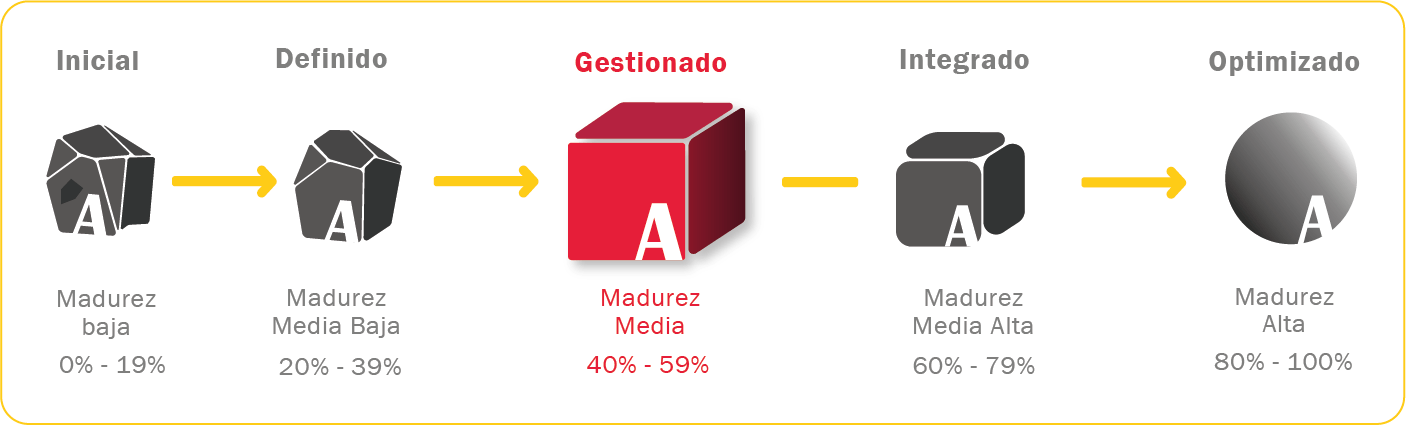 Inicial
Definido
Gestionado
Integrado
Optimizado
A
A
A
A
A
Madurez
baja
0% - 19%
Madurez
Media Baja
20% - 39%
Madurez
Media
40% - 59%
Madurez
Media Alta
60% - 79%
Madurez
Alta
80% - 100%